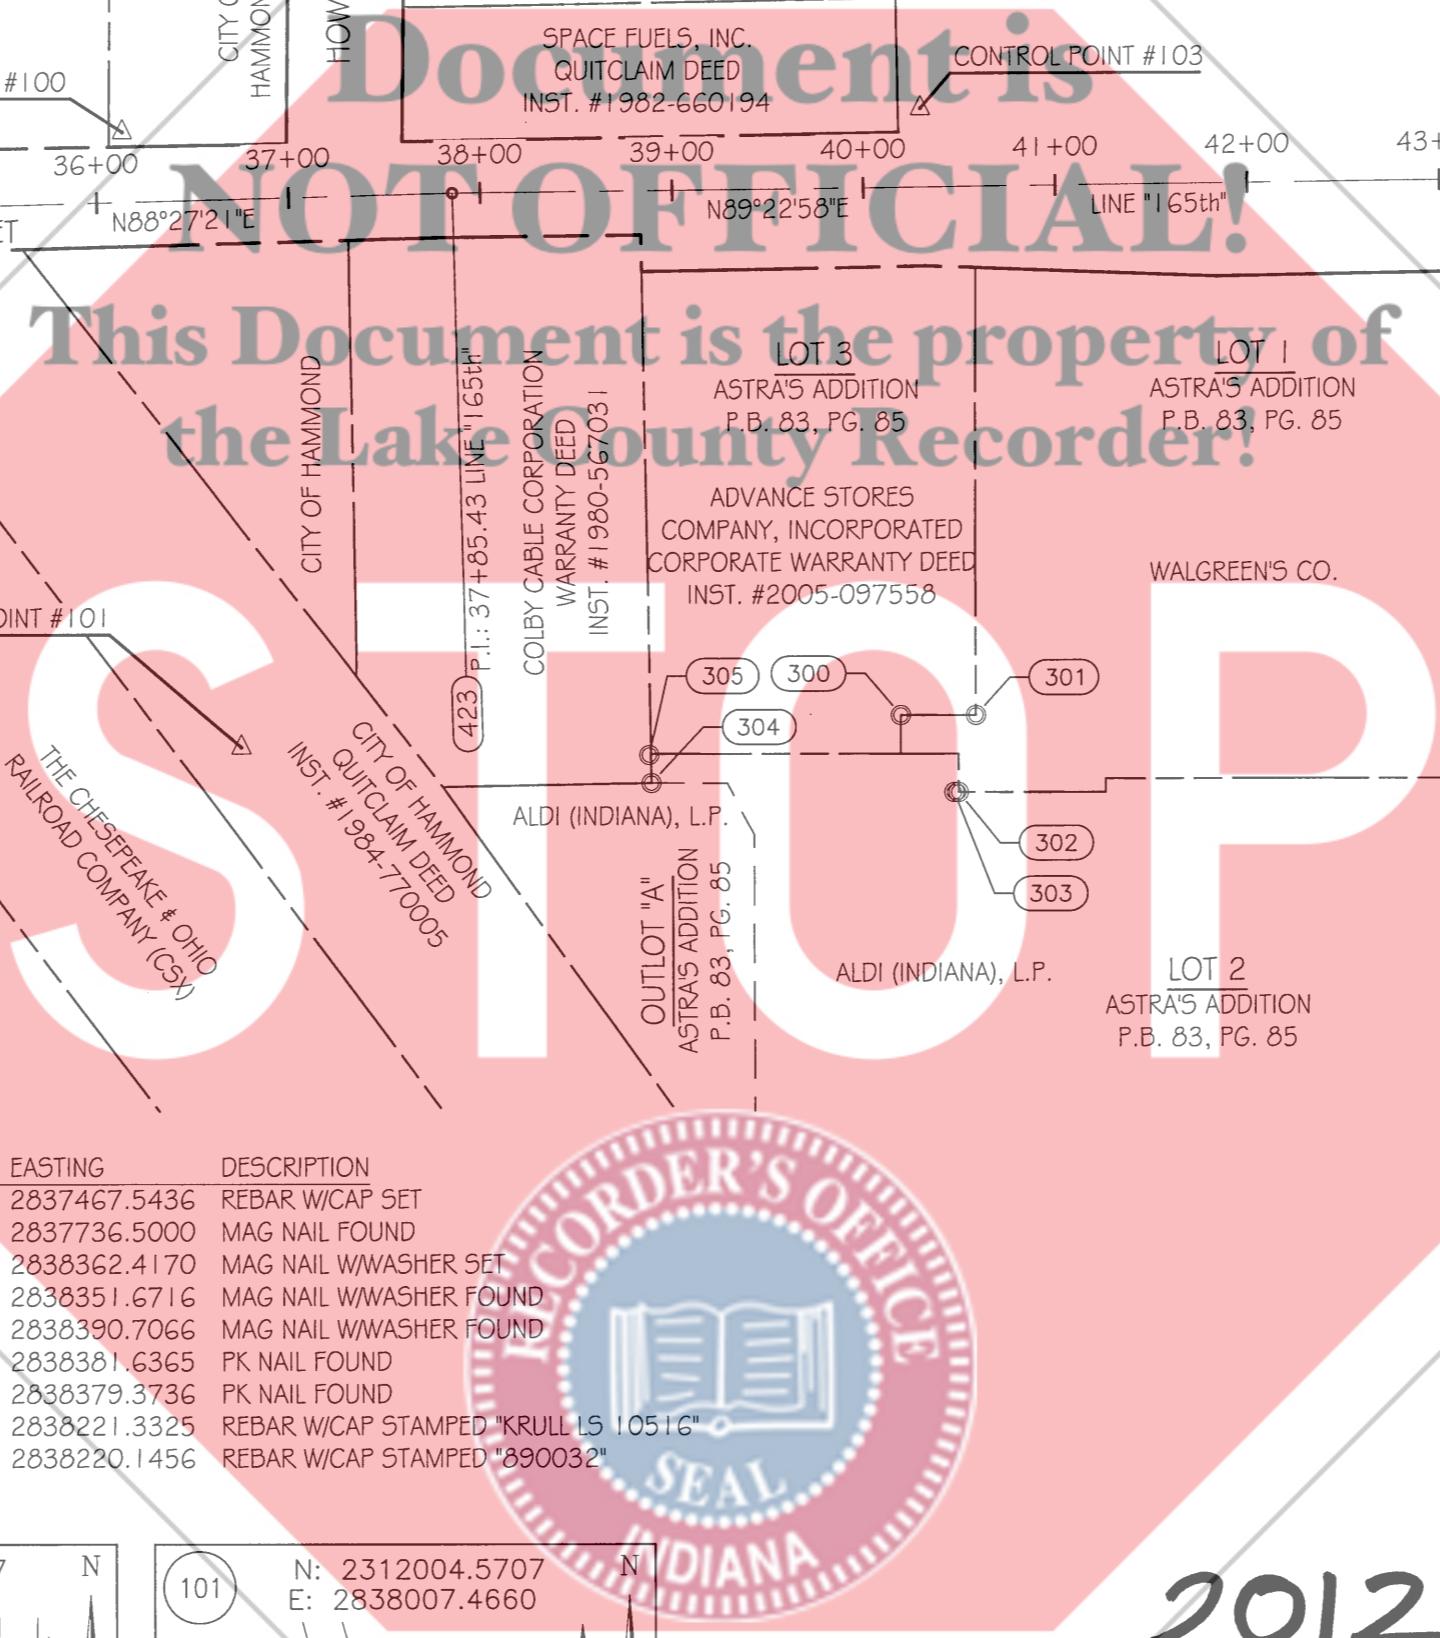 Document is
NOT OFFICIAL!
This Document is the property of
the Lake County Recorder!
STOP
HAMMON
HOW
SPACE FUELS, INC.
QUITCLAIM DEED
INST. #1982-660194
CONTROL POINT #103
#100
36+00
37+00
38+00
39+00
40+00
41+00
42+00
43+
N88°27'21"E
N89°22'58"E
LINE "165th"
CITY OF HAMMOND
423
P.I.: 37+85.43 LINE "165th"
COLBY CABLE CORPORATION
WARRANTY DEED
INST. #1980-567031
LOT 3
ASTRA'S ADDITION
P.B. 83, PG. 85
LOT 1
ASTRA'S ADDITION
P.B. 83, PG. 85
ADVANCE STORES
COMPANY, INCORPORATED
CORPORATE WARRANTY DEED
INST. #2005-097558
WALGREEN'S CO.
OINT #101
305
300
301
304
302
303
THE CHESEPEAKE & OHIO
RAILROAD COMPANY (CSX)
CITY OF HAMMOND
QUITCLAIM DEED
INST. #1984-770005
ALDI (INDIANA), L.P.
OUTLOT "A"
ASTRA'S ADDITION
P.B. 83, PG. 85
ALDI (INDIANA), L.P.
LOT 2
ASTRA'S ADDITION
P.B. 83, PG. 85
EASTING DESCRIPTION
2837467.5436 REBAR W/CAP SET
2837736.5000 MAG NAIL FOUND
2838362.4170 MAG NAIL W/WASHER SET
2838351.6716 MAG NAIL W/WASHER FOUND
2838390.7066 MAG NAIL W/WASHER FOUND
2838381.6365 PK NAIL FOUND
2838379.3736 PK NAIL FOUND
2838221.3325 REBAR W/CAP STAMPED "KRULL LS 10516"
2838220.1456 REBAR W/CAP STAMPED "890032"
RECORDER'S OFFICE
SEAL
INDIANA
N
101
N: 2312004.5707
E: 2838007.4660
N
2012